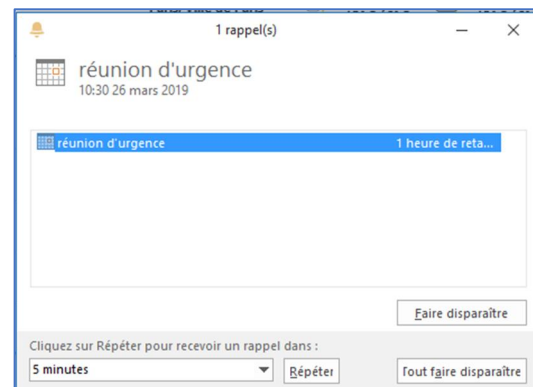 1 rappel(s)
réunion d'urgence
10:30 26 mars 2019
réunion d'urgence 1 heure de reta...
Faire disparaître
Cliquez sur Répéter pour recevoir un rappel dans :
5 minutes Répéter Tout faire disparaître